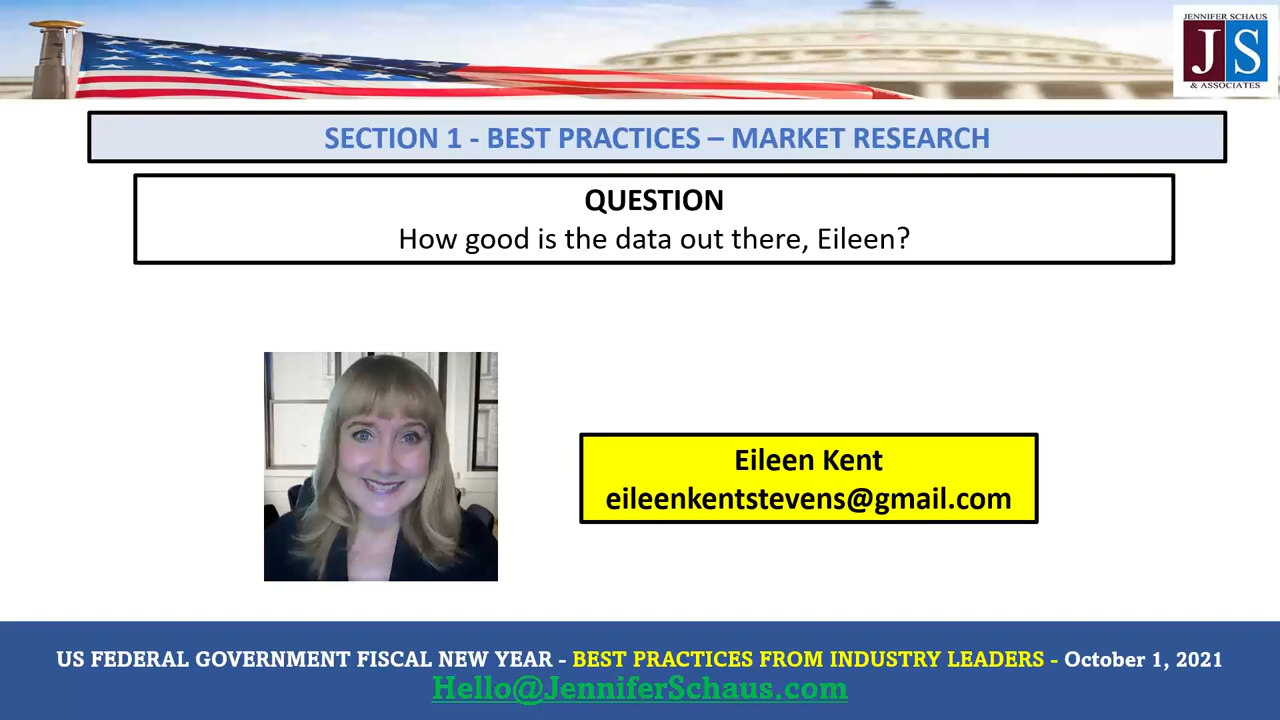 JENNIFER SCHAUS
JS
& ASSOCIATES
SECTION 1 - BEST PRACTICES – MARKET RESEARCH
QUESTION
How good is the data out there, Eileen?
Eileen Kent
eileenkentstevens@gmail.com
US FEDERAL GOVERNMENT FISCAL NEW YEAR - BEST PRACTICES FROM INDUSTRY LEADERS - October 1, 2021
Hello@JenniferSchaus.com